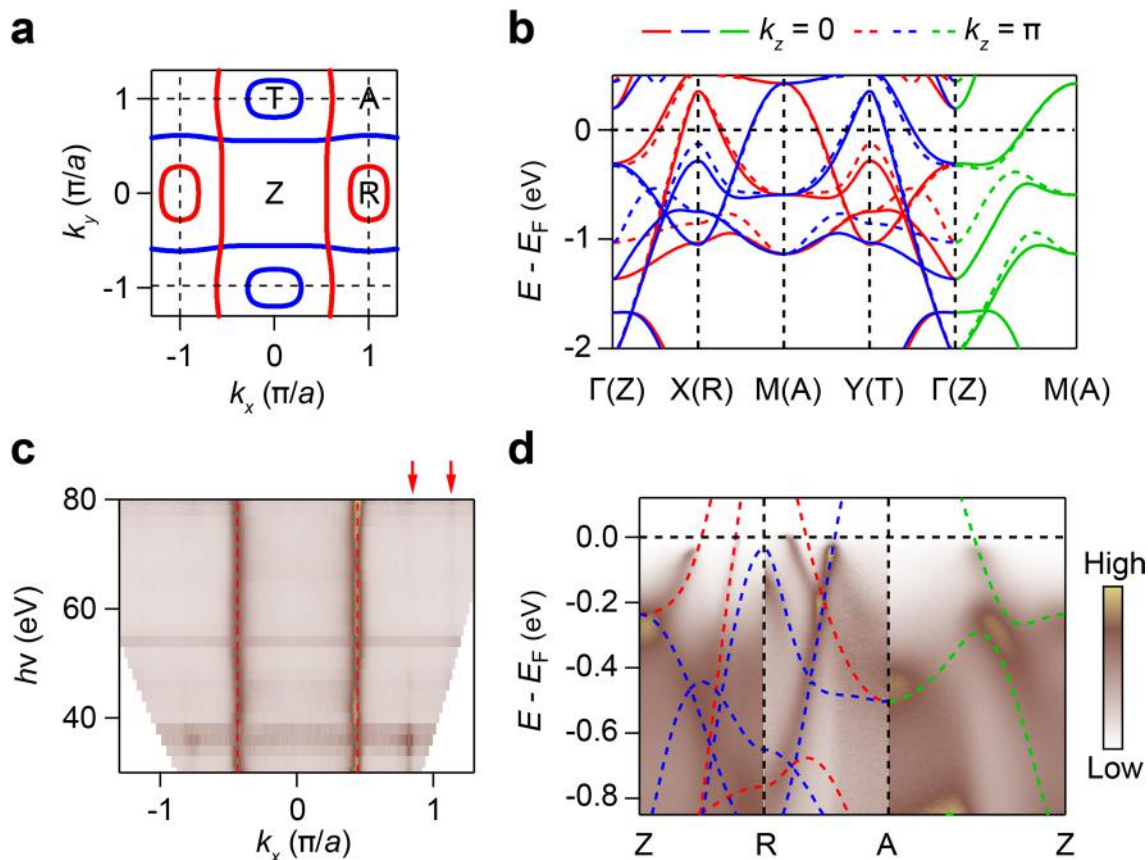 a
T
A
Z
R
1
0
-1
-1
0
1
k_y (π/a)
k_x (π/a)
b
k_z = 0
k_z = π
0
-1
-2
E - E_F (eV)
Γ(Z)
X(R)
M(A)
Y(T)
Γ(Z)
M(A)
c
80
60
40
hν (eV)
-1
0
1
k_x (π/a)
d
0.0
-0.2
-0.4
-0.6
-0.8
E - E_F (eV)
Z
R
A
Z
High
Low